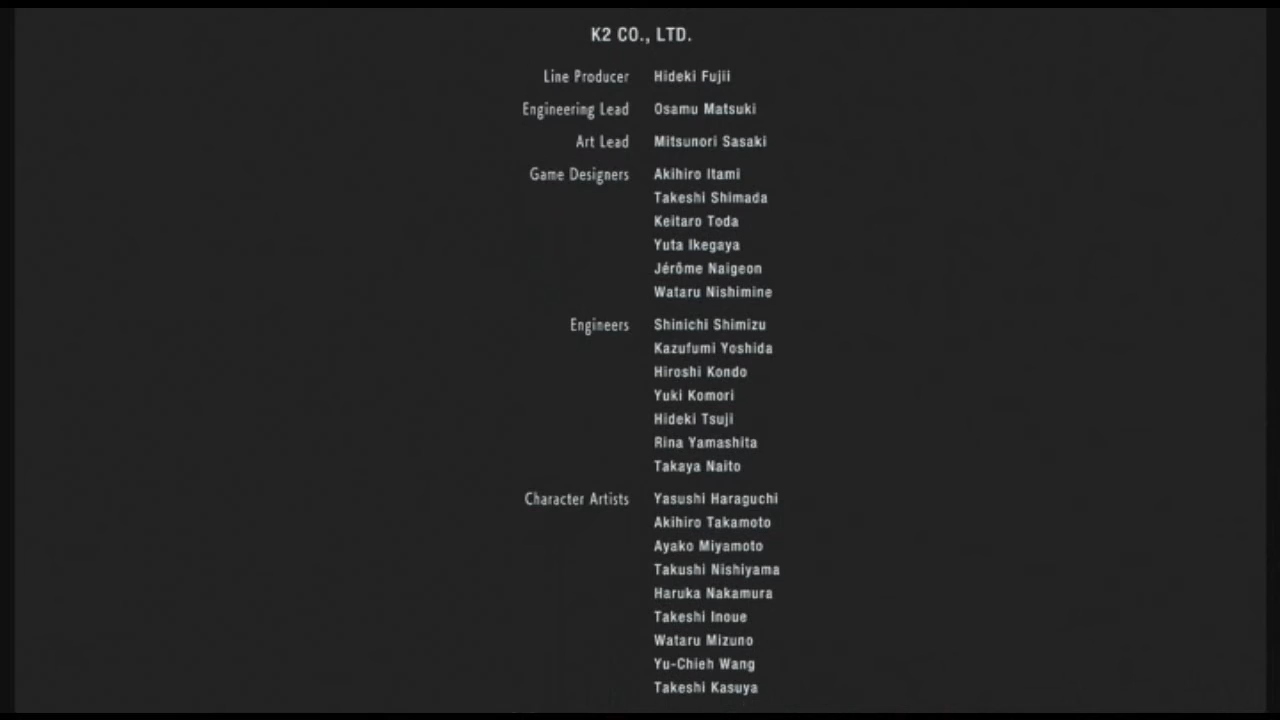 K2 CO., LTD.
Line Producer Hideki Fujii
Engineering Lead Osamu Matsuki
Art Lead Mitsunori Sasaki
Game Designers Akihiro Itami
Takeshi Shimada
Keitaro Toda
Yuta Ikegaya
Jérôme Naigeon
Wataru Nishimine
Engineers Shinichi Shimizu
Kazufumi Yoshida
Hiroshi Kondo
Yuki Komori
Hideki Tsuji
Rina Yamashita
Takaya Naito
Character Artists Yasushi Haraguchi
Akihiro Takamoto
Ayako Miyamoto
Takushi Nishiyama
Haruka Nakamura
Takeshi Inoue
Wataru Mizuno
Yu-Chieh Wang
Takeshi Kasuya